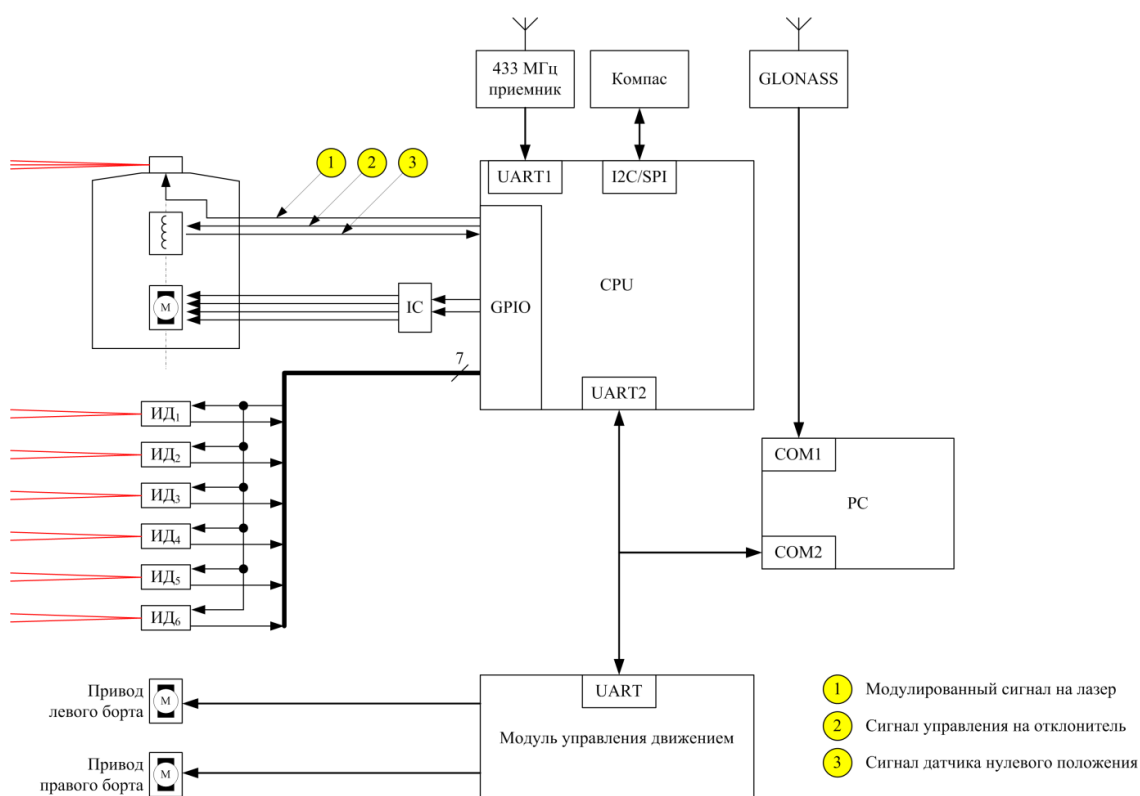 433 МГц
приемник
Компас
GLONASS
1
2
3
UART1
I2C/SPI
CPU
GPIO
M
IC
7
UART2
ИД₁
ИД₂
ИД₃
ИД₄
ИД₅
ИД₆
COM1
PC
COM2
UART
Модуль управления движением
Привод
левого борта
M
Привод
правого борта
M
1 Модулированный сигнал на лазер
2 Сигнал управления на отклонитель
3 Сигнал датчика нулевого положения